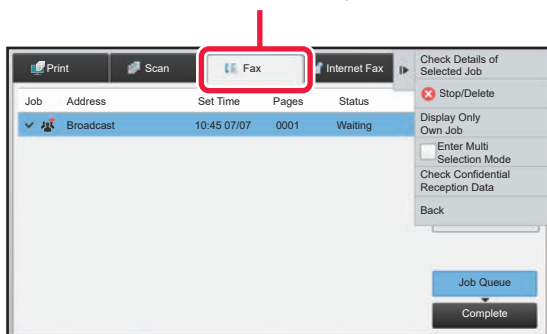 Print
Scan
Fax
Internet Fax
Job Address Set Time Pages Status
Broadcast 10:45 07/07 0001 Waiting
Check Details of
Selected Job
Stop/Delete
Display Only
Own Job
Enter Multi
Selection Mode
Check Confidential
Reception Data
Back
Job Queue
Complete